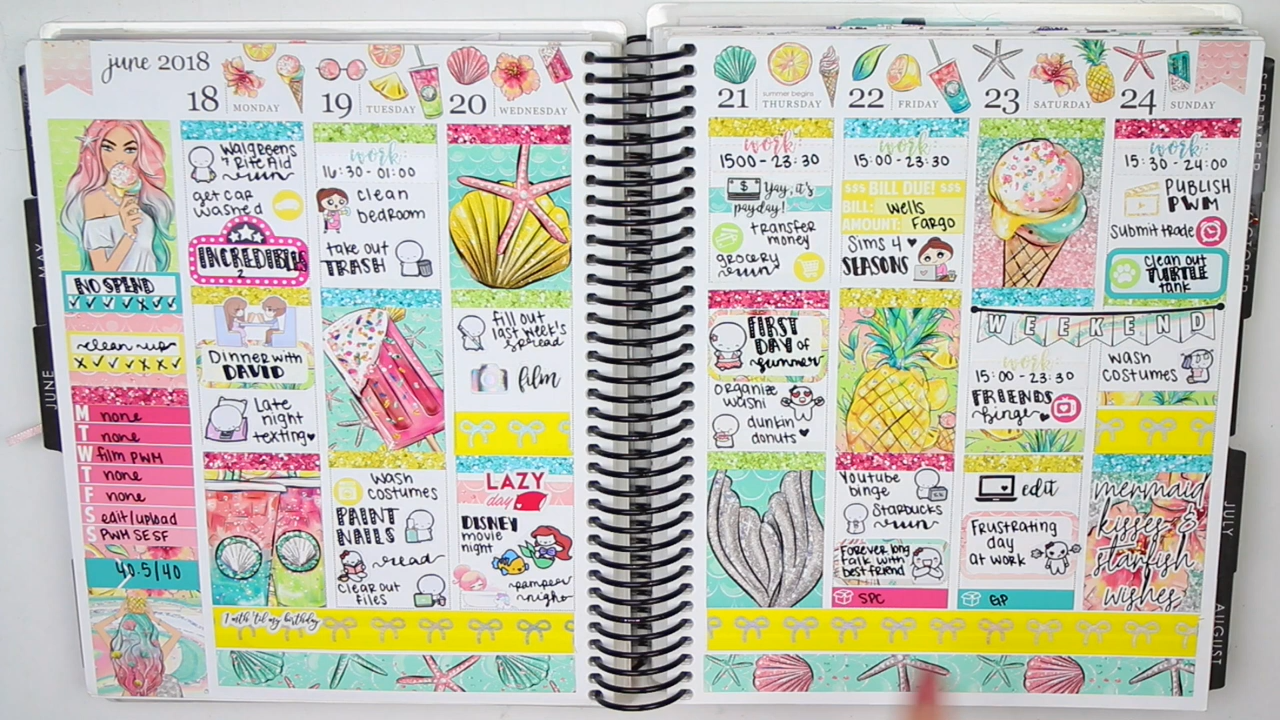 june 2018
18 MONDAY
19 TUESDAY
20 WEDNESDAY
NO SPEND
clean up
M none
T none
W film PWM
T none
F none
S edit/upload
S PWM SESF
40.5/40
Walgreens
& Rite Aid
run
get car
washed
INCREDIBLES
2
Dinner with
DAVID
Late
night
texting
work:
16:30-01:00
clean
bedroom
take out
TRASH
Wash
costumes
PAINT
NAILS
read
Clear out
files
fill out
last week's
spread
film
LAZY
day
DISNEY
movie
night
pamper
night
1 mth 'til my birthday
21
summer begins
THURSDAY
22 FRIDAY
23 SATURDAY
24 SUNDAY
work:
1500-23:30
$
Yay, it's
payday!
transfer
money
grocery
run
FIRST
DAY of
summer
organize
washi
dunkin
donuts
work:
15:00-23:30
$$$ BILL DUE! $$$
BILL: Wells
AMOUNT: Fargo
Sims 4
SEASONS
Youtube
binge
Starbucks
run
Forever long
talk with
best friend
SPC
WEEKEND
work:
15:00-23:30
FRIENDS
binge
edit
Frustrating
day
at work
GP
work:
15:30-24:00
PUBLISH
PWM
Submit trade
clean out
TURTLE
tank
wash
costumes
mermaid
kisses &
starfish
wishes
MAY
JUNE
JULY
AUGUST